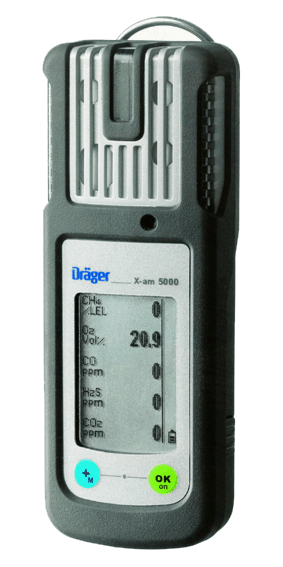 Dräger X-am 5000
CH4
%LEL 0
O2
Vol% 20.9
CO
ppm 0
H2S
ppm 0
CO2
ppm 0
+M OK
on